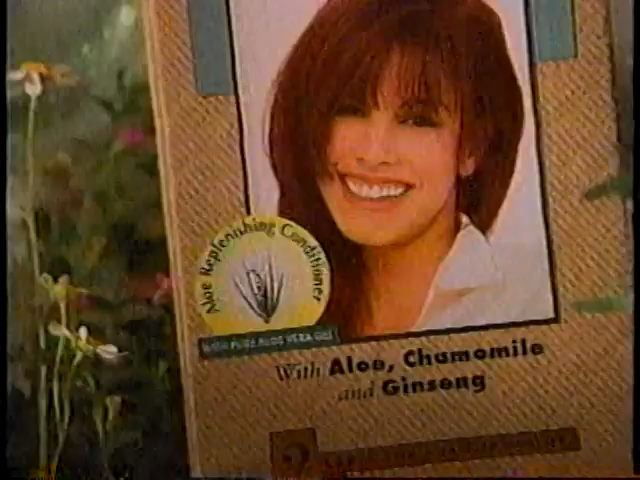 Aloe Replenishing Conditioner
WITH PURE ALOE VERA GEL
With Aloe, Chamomile
and Ginseng